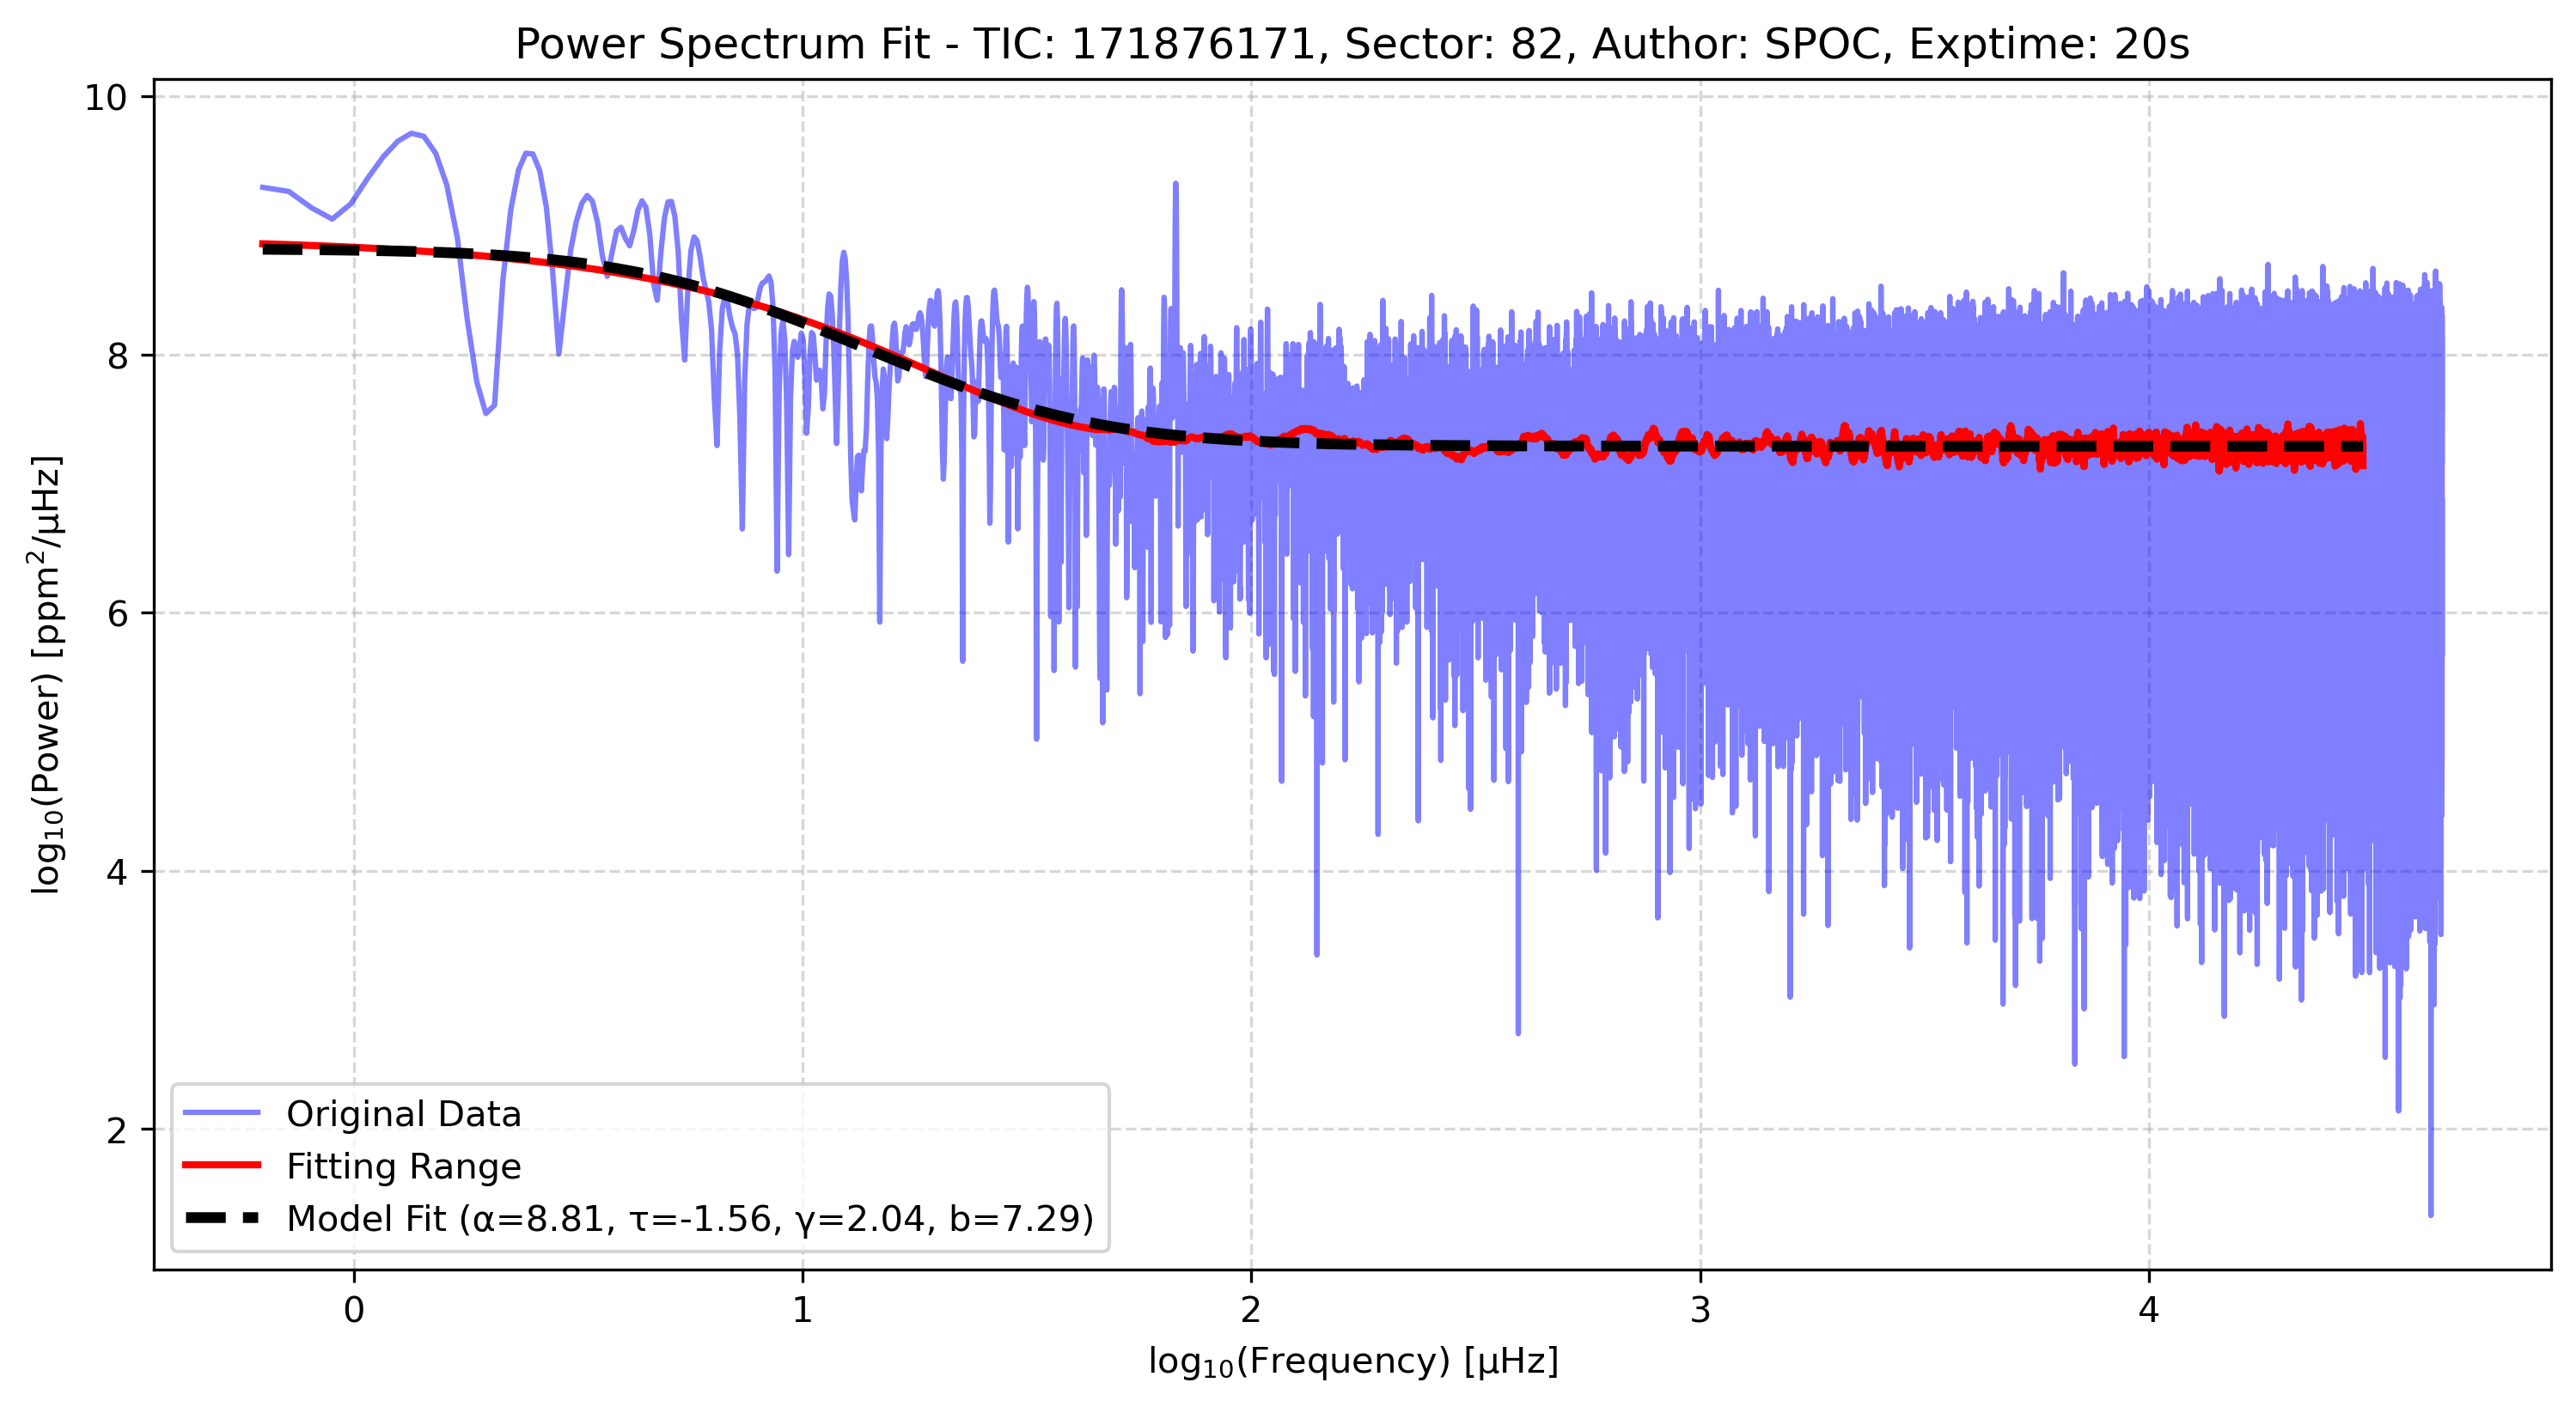 Power Spectrum Fit - TIC: 171876171, Sector: 82, Author: SPOC, Exptime: 20s
log₁₀(Power) [ppm²/µHz]
10
8
6
4
2
Original Data
Fitting Range
Model Fit (α=8.81, τ=-1.56, γ=2.04, b=7.29)
0 1 2 3 4
log₁₀(Frequency) [µHz]